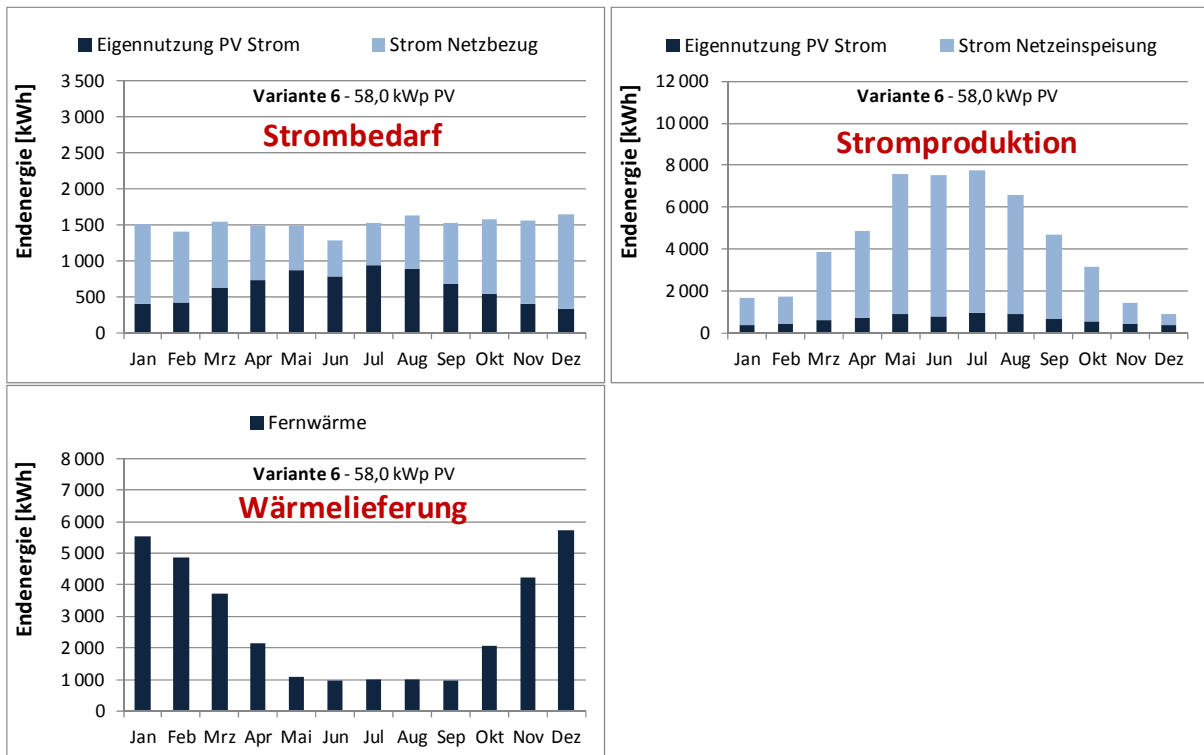 Eigennutzung PV Strom Strom Netzbezug
Endenergie [kWh]
Variante 6 - 58,0 kWp PV
Strombedarf
3 500
3 000
2 500
2 000
1 500
1 000
500
0
Jan Feb Mrz Apr Mai Jun Jul Aug Sep Okt Nov Dez
Eigennutzung PV Strom Strom Netzeinspeisung
Endenergie [kWh]
Variante 6 - 58,0 kWp PV
Stromproduktion
12 000
10 000
8 000
6 000
4 000
2 000
0
Jan Feb Mrz Apr Mai Jun Jul Aug Sep Okt Nov Dez
Fernwärme
Endenergie [kWh]
Variante 6 - 58,0 kWp PV
Wärmelieferung
8 000
7 000
6 000
5 000
4 000
3 000
2 000
1 000
0
Jan Feb Mrz Apr Mai Jun Jul Aug Sep Okt Nov Dez